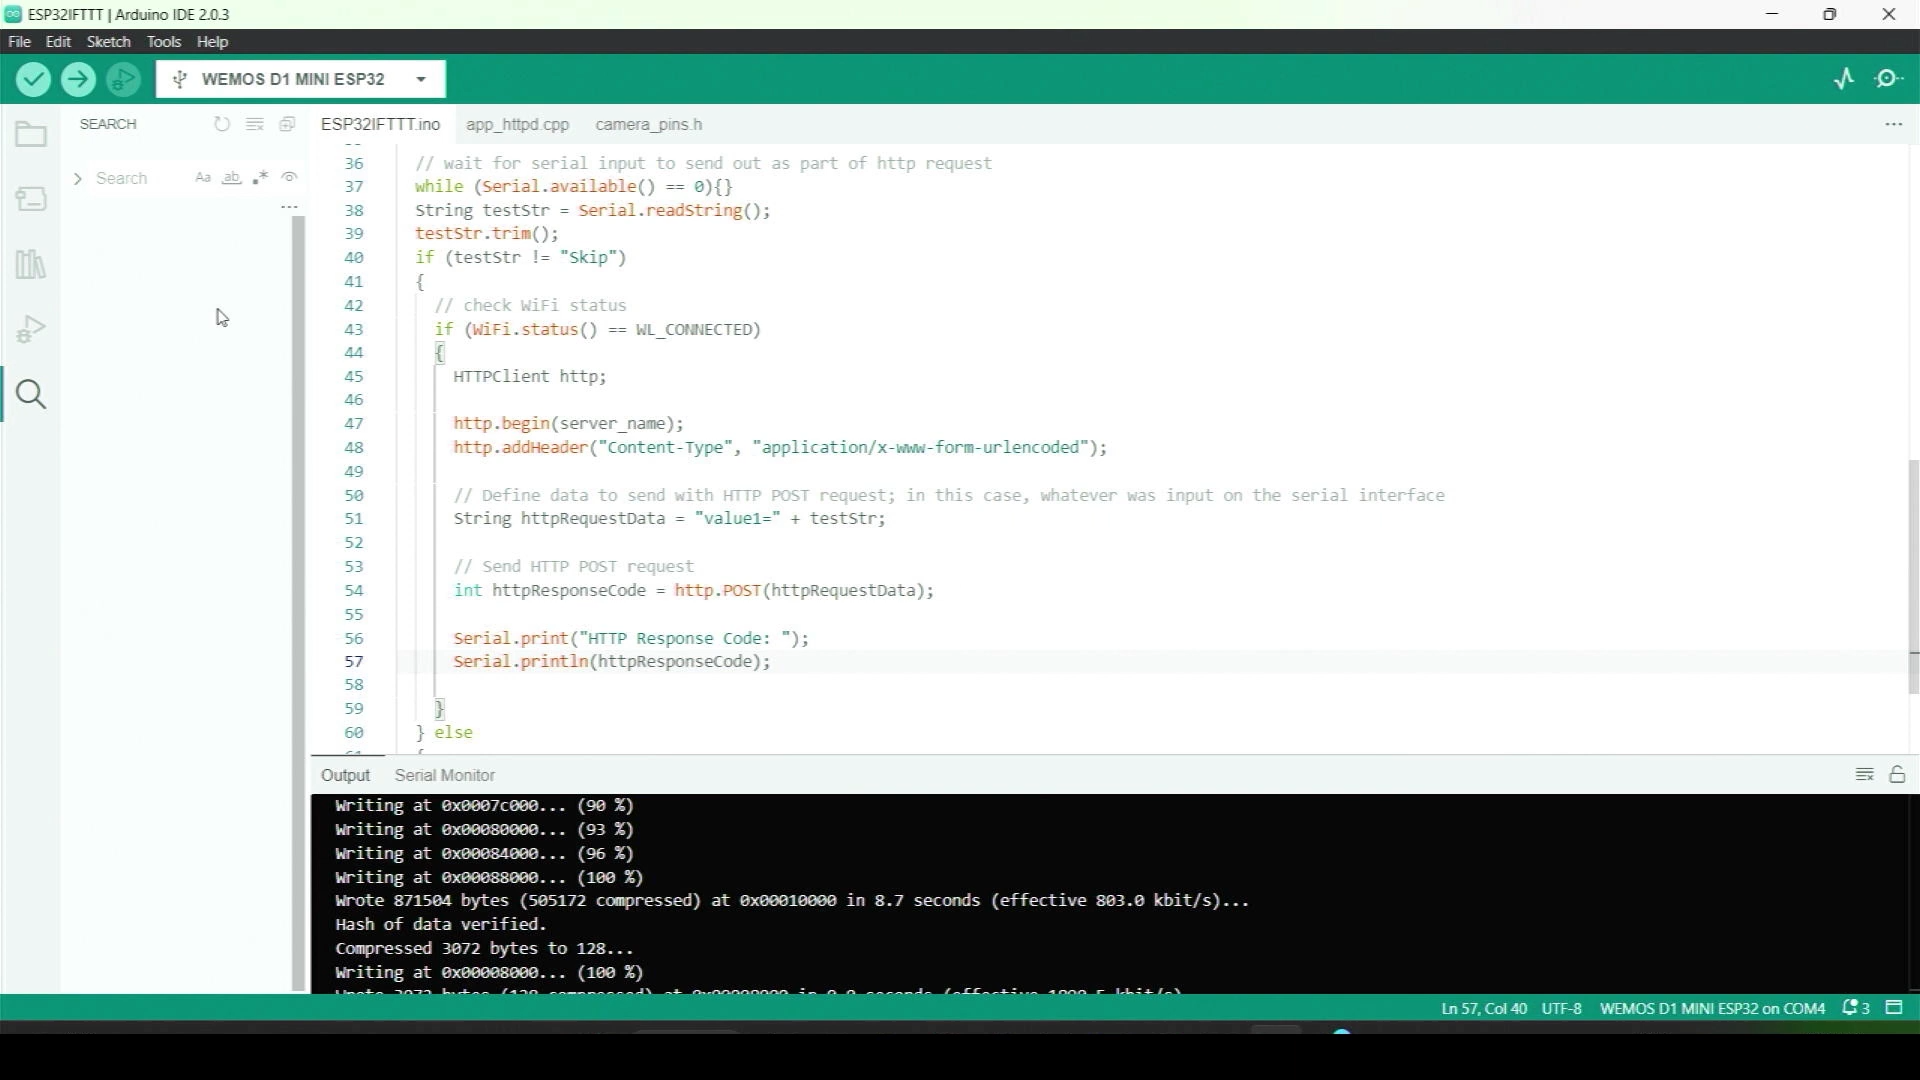 ESP32IFTTT | Arduino IDE 2.0.3
File Edit Sketch Tools Help
WEMOS D1 MINI ESP32
SEARCH
Search
Aa ab
ESP32IFTTT.ino app_httpd.cpp camera_pins.h
36 // wait for serial input to send out as part of http request
37 while (Serial.available() == 0){}
38 String testStr = Serial.readString();
39 testStr.trim();
40 if (testStr != "Skip")
41 {
42 // check WiFi status
43 if (WiFi.status() == WL_CONNECTED)
44 {
45 HTTPClient http;
46
47 http.begin(server_name);
48 http.addHeader("Content-Type", "application/x-www-form-urlencoded");
49
50 // Define data to send with HTTP POST request; in this case, whatever was input on the serial interface
51 String httpRequestData = "value1=" + testStr;
52
53 // Send HTTP POST request
54 int httpResponseCode = http.POST(httpRequestData);
55
56 Serial.print("HTTP Response Code: ");
57 Serial.println(httpResponseCode);
58
59 }
60 } else
Output Serial Monitor
Writing at 0x0007c000... (90 %)
Writing at 0x00080000... (93 %)
Writing at 0x00084000... (96 %)
Writing at 0x00088000... (100 %)
Wrote 871504 bytes (505172 compressed) at 0x00010000 in 8.7 seconds (effective 803.0 kbit/s)...
Hash of data verified.
Compressed 3072 bytes to 128...
Writing at 0x00008000... (100 %)
Ln 57, Col 40 UTF-8 WEMOS D1 MINI ESP32 on COM4 3